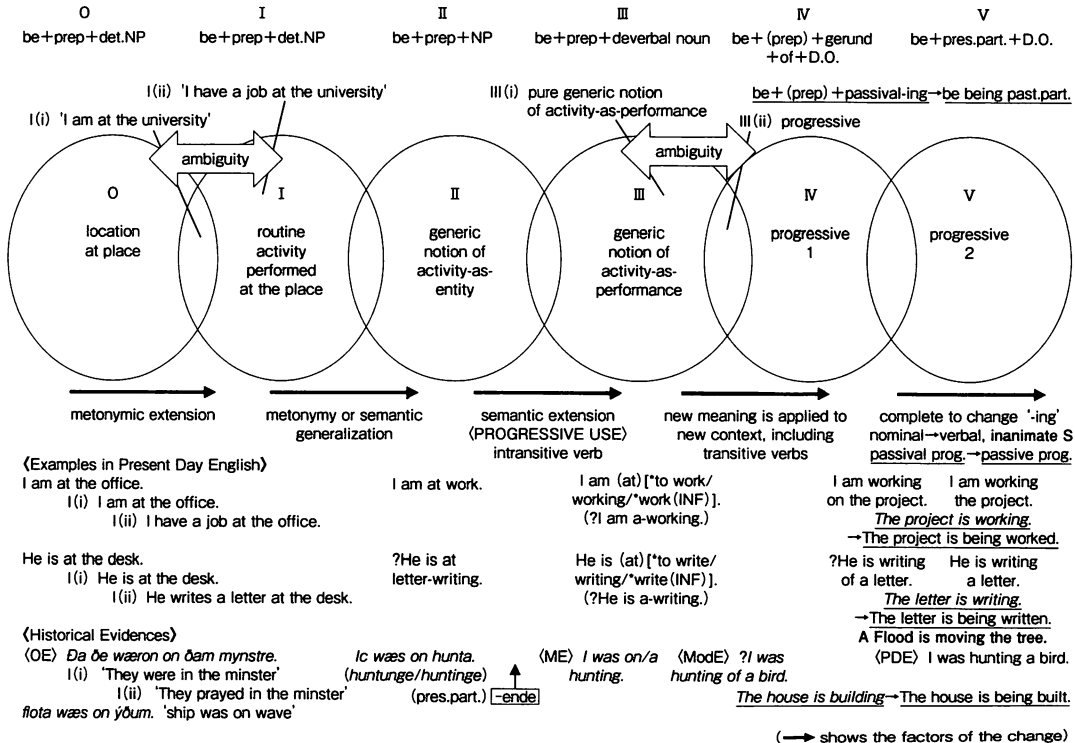 0 I II III IV V
be+prep+det.NP be+prep+det.NP be+prep+NP be+prep+deverbal noun be+(prep)+gerund be+pres.part.+D.O.
+of+D.O.
I(ii) 'I have a job at the university' III(i) pure generic notion be+(prep)+passival-ing→be being past.part.
of activity-as-performance
I(i) 'I am at the university' III(ii) progressive
ambiguity ambiguity
0 I II III IV V
location routine generic generic progressive progressive
at place activity notion of notion of 1 2
performed activity-as- activity-as-
at the place entity performance
metonymic extension metonymy or semantic semantic extension new meaning is applied to complete to change '-ing'
generalization 〈PROGRESSIVE USE〉 new context, including nominal→verbal, inanimate S
intransitive verb transitive verbs passival prog.→passive prog.
〈Examples in Present Day English〉
I am at the office. I am at work. I am (at) [*to work/ I am working I am working
I(i) I am at the office. working/*work(INF)]. on the project. the project.
I(ii) I have a job at the office. (?I am a-working.) The project is working.
→The project is being worked.
He is at the desk. ?He is at He is (at) [*to write/ ?He is writing He is writing
I(i) He is at the desk. letter-writing. writing/*write(INF)]. of a letter. a letter.
I(ii) He writes a letter at the desk. (?He is a-writing.) The letter is writing.
→The letter is being written.
A Flood is moving the tree.
〈Historical Evidences〉
〈OE〉 Ða ðe wæron on ðam mynstre. Ic wæs on hunta. 〈ME〉 I was on/a 〈ModE〉 ?I was 〈PDE〉 I was hunting a bird.
I(i) 'They were in the minster' (huntunge/huntinge) hunting. hunting of a bird.
I(ii) 'They prayed in the minster' (pres.part.) -ende The house is building→The house is being built.
flota wæs on ýðum. 'ship was on wave'
(→ shows the factors of the change)